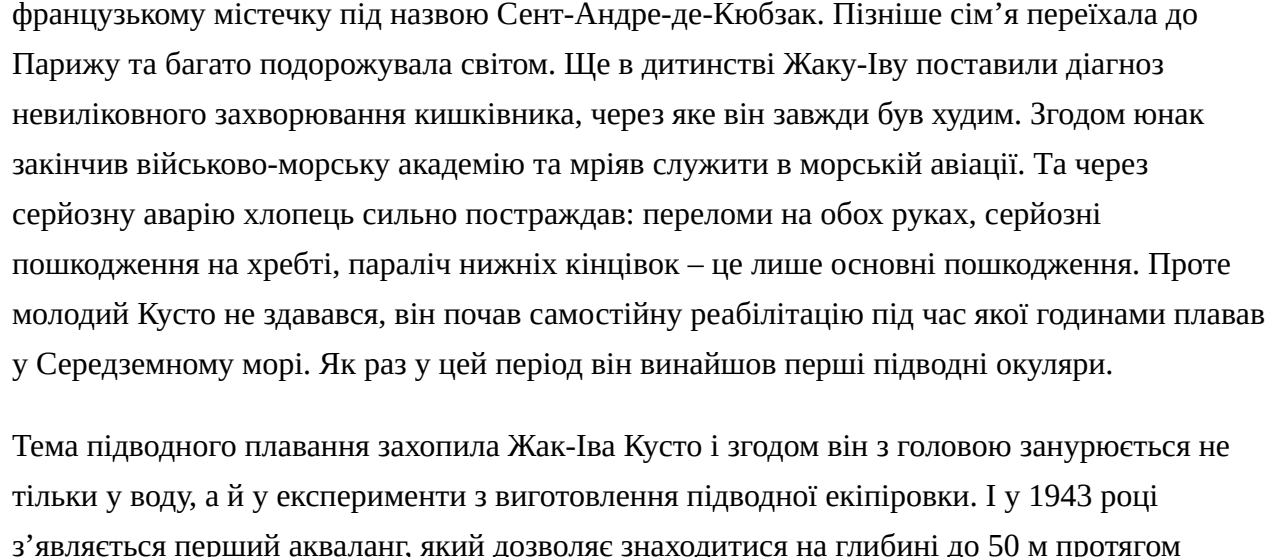 французькому містечку під назвою Сент-Андре-де-Кюбзак. Пізніше сім’я переїхала до
Парижу та багато подорожувала світом. Ще в дитинстві Жаку-Іву поставили діагноз
невиліковного захворювання кишківника, через яке він завжди був худим. Згодом юнак
закінчив військово-морську академію та мріяв служити в морській авіації. Та через
серйозну аварію хлопець сильно постраждав: переломи на обох руках, серйозні
пошкодження на хребті, параліч нижніх кінцівок – це лише основні пошкодження. Проте
молодий Кусто не здавався, він почав самостійну реабілітацію під час якої годинами плавав
у Середземному морі. Як раз у цей період він винайшов перші підводні окуляри.
Тема підводного плавання захопила Жак-Іва Кусто і згодом він з головою занурюється не
тільки у воду, а й у експерименти з виготовлення підводної екіпіровки. І у 1943 році
з’являється перший акваланг, який дозволяє знаходитися на глибині до 50 м протягом